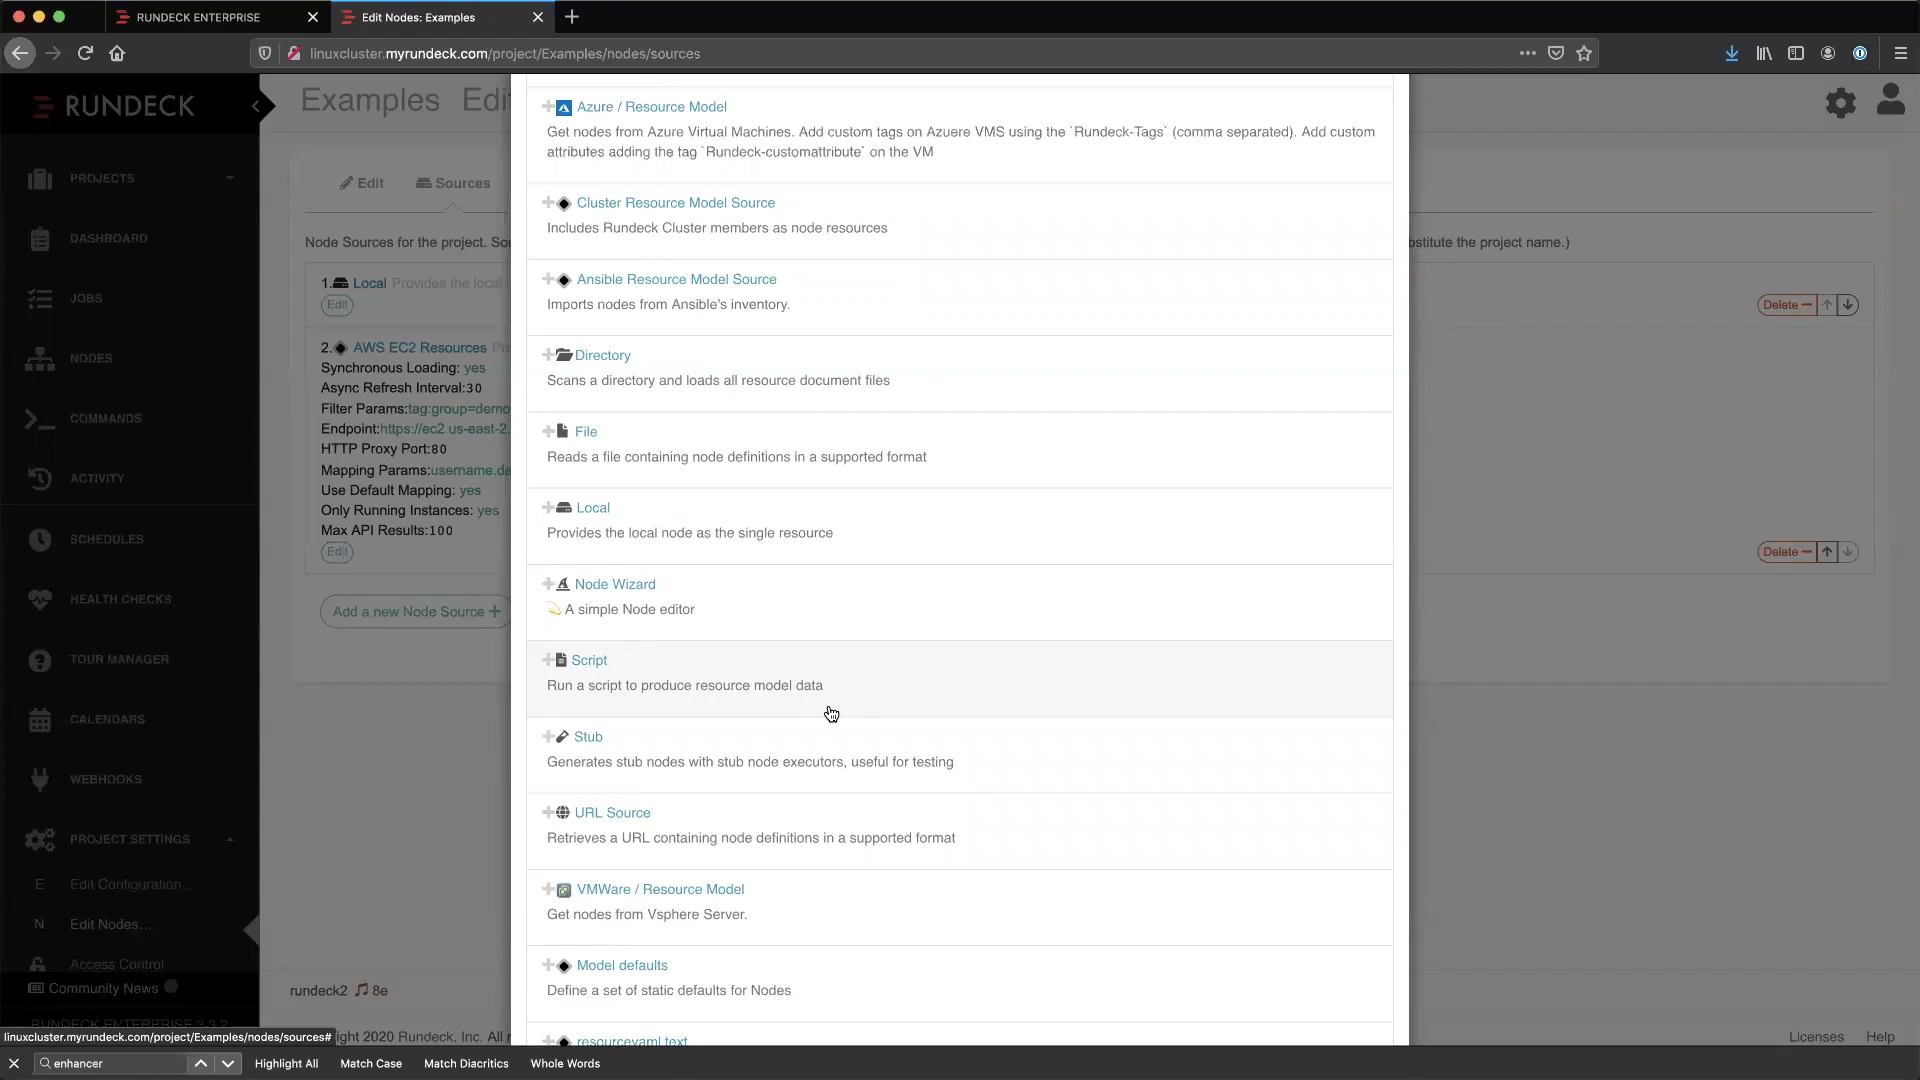 RUNDECK ENTERPRISE
Edit Nodes: Examples
linuxcluster.myrundeck.com/project/Examples/nodes/sources
RUNDECK
Examples
PROJECTS
DASHBOARD
JOBS
NODES
COMMANDS
ACTIVITY
SCHEDULES
HEALTH CHECKS
TOUR MANAGER
CALENDARS
WEBHOOKS
PROJECT SETTINGS
E Edit Configuration...
N Edit Nodes...
Access Control
Community News
RUNDECK ENTERPRISE 3.3.2
Edit
Sources
Node Sources for the project.
substitute the project name.)
1. Local Provides the local
Edit
Delete
2. AWS EC2 Resources
Synchronous Loading: yes
Async Refresh Interval:30
Filter Params:tag:group=demo
Endpoint:https://ec2.us-east-2.
HTTP Proxy Port:80
Mapping Params:username.de
Use Default Mapping: yes
Only Running Instances: yes
Max API Results:100
Edit
Delete
Add a new Node Source +
Azure / Resource Model
Get nodes from Azure Virtual Machines. Add custom tags on Azuere VMS using the `Rundeck-Tags` (comma separated). Add custom
attributes adding the tag `Rundeck-customattribute` on the VM
Cluster Resource Model Source
Includes Rundeck Cluster members as node resources
Ansible Resource Model Source
Imports nodes from Ansible's inventory.
Directory
Scans a directory and loads all resource document files
File
Reads a file containing node definitions in a supported format
Local
Provides the local node as the single resource
Node Wizard
💫 A simple Node editor
Script
Run a script to produce resource model data
Stub
Generates stub nodes with stub node executors, useful for testing
URL Source
Retrieves a URL containing node definitions in a supported format
VMWare / Resource Model
Get nodes from Vsphere Server.
Model defaults
Define a set of static defaults for Nodes
resourceyaml text
rundeck2 8e
2020 Rundeck, Inc. All
Licenses
Help
linuxcluster.myrundeck.com/project/Examples/nodes/sources#
enhancer
Highlight All
Match Case
Match Diacritics
Whole Words